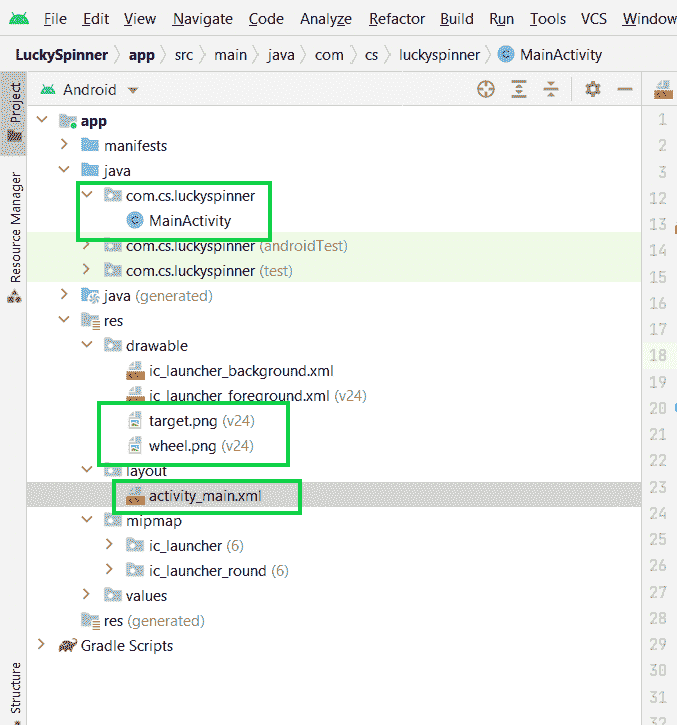 File Edit View Navigate Code Analyze Refactor Build Run Tools VCS Window
LuckySpinner app src main java com cs luckyspinner MainActivity
Project
Resource Manager
Structure
Android
app
manifests
java
com.cs.luckyspinner
MainActivity
com.cs.luckyspinner (androidTest)
com.cs.luckyspinner (test)
java (generated)
res
drawable
ic_launcher_background.xml
ic_launcher_foreground.xml (v24)
target.png (v24)
wheel.png (v24)
layout
activity_main.xml
mipmap
ic_launcher (6)
ic_launcher_round (6)
values
res (generated)
Gradle Scripts
1
2
3
12
13
14
15
16
17
18
19
20
21
22
23
24
25
26
27
28
29
30
31